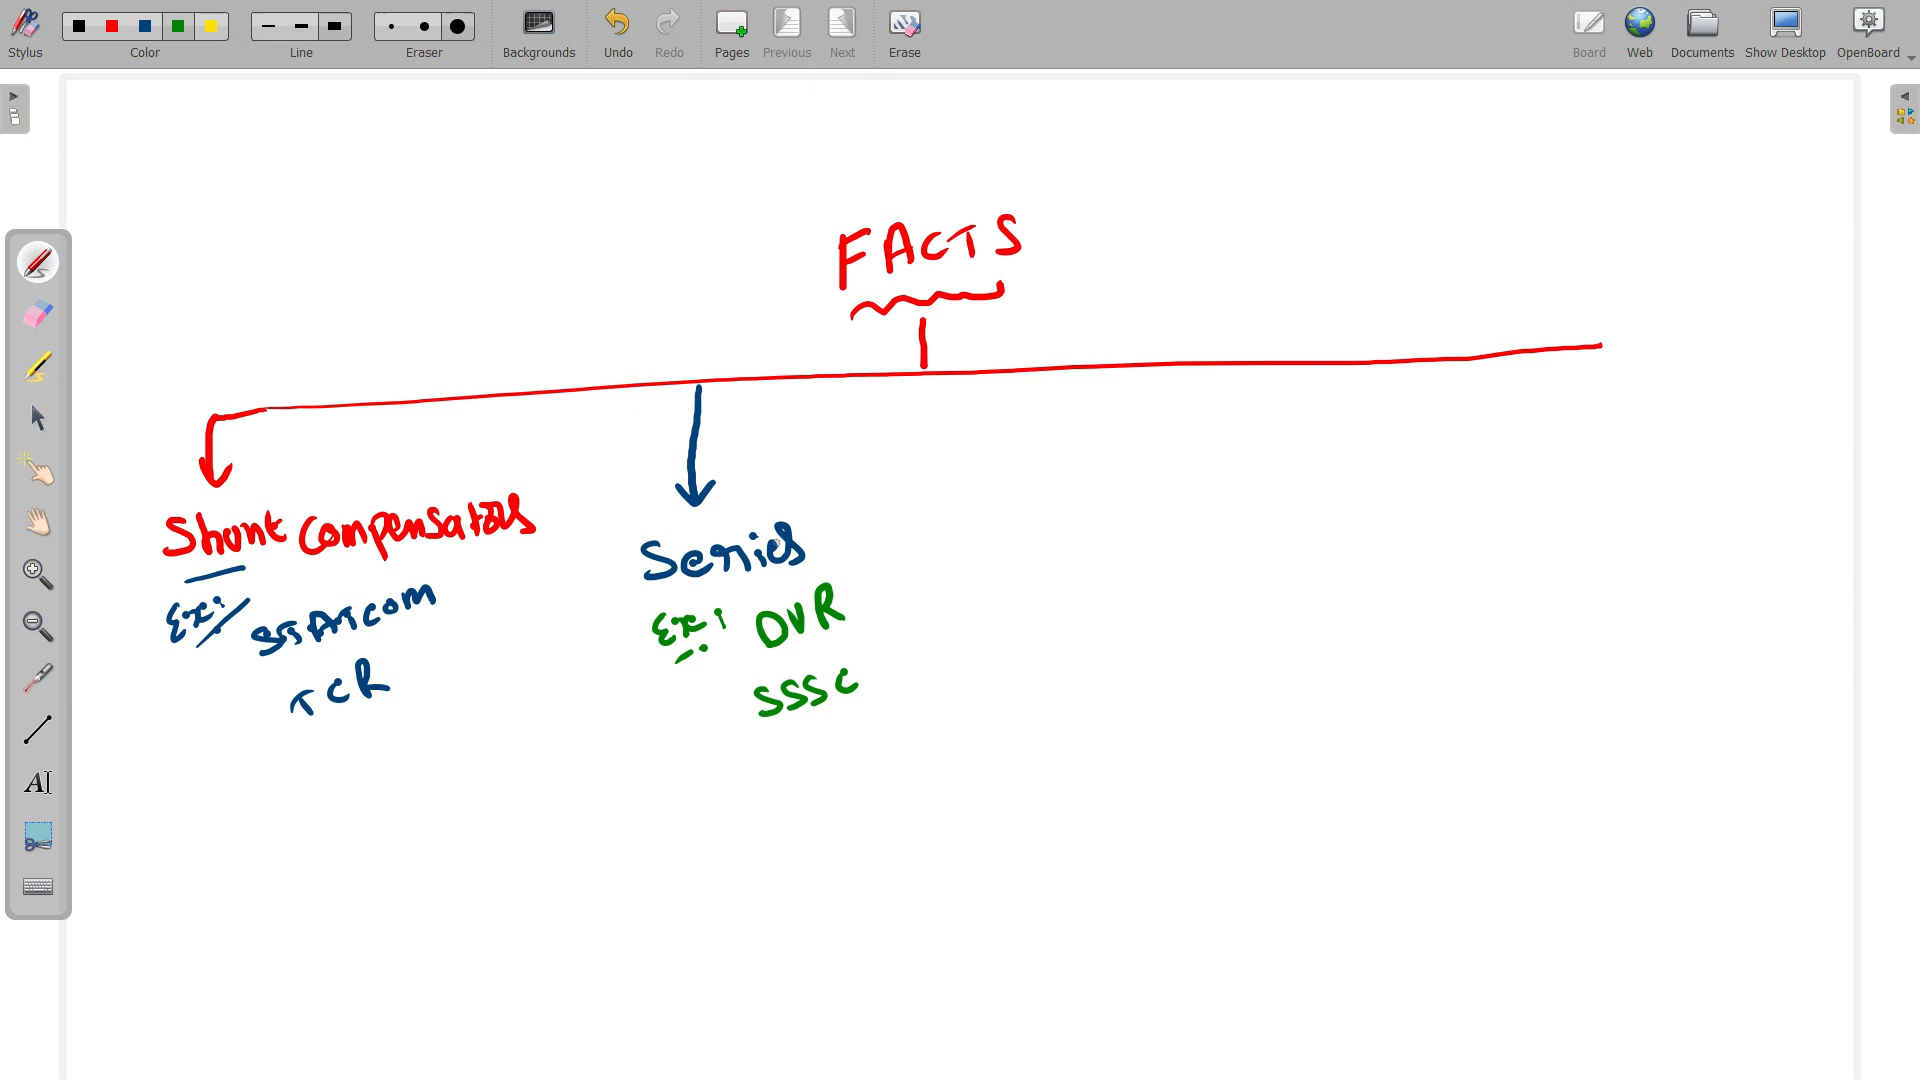 Stylus
Color
Line
Eraser
Backgrounds
Undo
Redo
Pages
Previous
Next
Erase
Board
Web
Documents
Show Desktop
OpenBoard
FACTS
Shunt Compensators
Ex: STATCOM
TCR
Series
Ex: DVR
SSSC